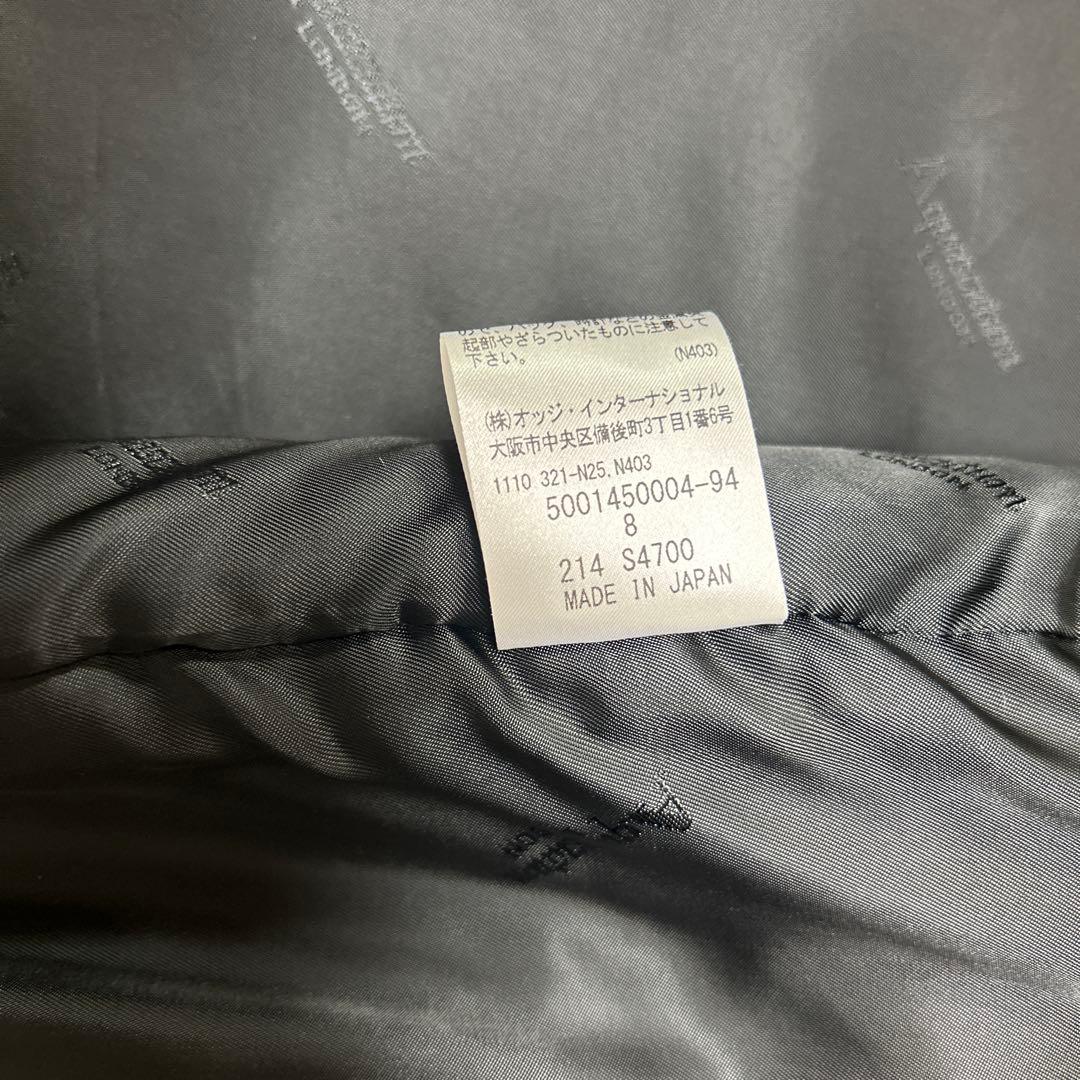 LONDON
Aquascutum
LONDON
起部やざらついたものに注意して
下さい。
(N403)
(株)オッジ・インターナショナル
大阪市中央区備後町3丁目1番6号
1110 321-N25.N403
5001450004-94
8
214 S4700
MADE IN JAPAN